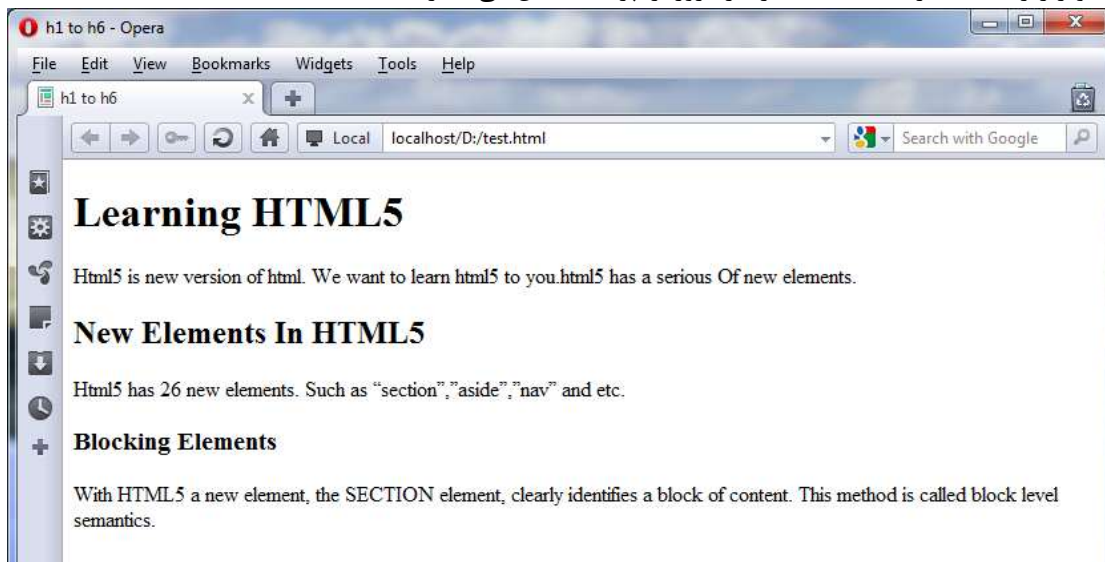 h1 to h6 - Opera
File Edit View Bookmarks Widgets Tools Help
h1 to h6
Local localhost/D:/test.html Search with Google
Learning HTML5
Html5 is new version of html. We want to learn html5 to you.html5 has a serious Of new elements.
New Elements In HTML5
Html5 has 26 new elements. Such as “section”,”aside”,”nav” and etc.
Blocking Elements
With HTML5 a new element, the SECTION element, clearly identifies a block of content. This method is called block level
semantics.